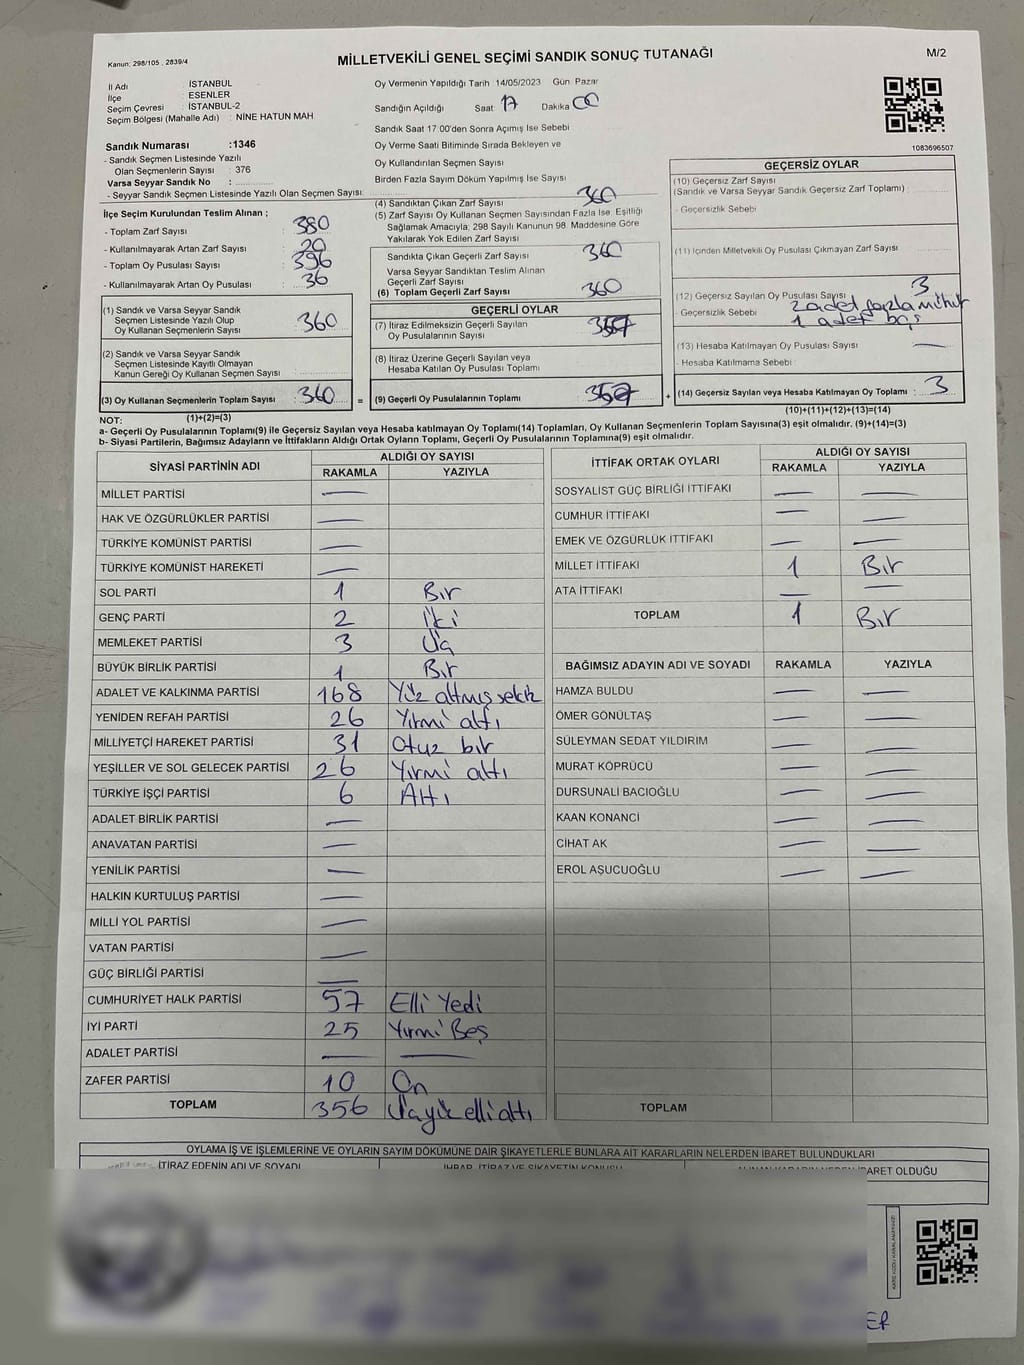 Kanun: 298/105 , 2839/4
MİLLETVEKİLİ GENEL SEÇİMİ SANDIK SONUÇ TUTANAĞI
M/2
İl Adı : İSTANBUL
İlçe : ESENLER
Seçim Çevresi : İSTANBUL-2
Seçim Bölgesi (Mahalle Adı) : NİNE HATUN MAH
Sandık Numarası :1346
- Sandık Seçmen Listesinde Yazılı
Olan Seçmenlerin Sayısı : 376
Varsa Seyyar Sandık No :
- Seyyar Sandık Seçmen Listesinde Yazılı Olan Seçmen Sayısı:
Oy Vermenin Yapıldığı Tarih : 14/05/2023 Gün: Pazar
Sandığın Açıldığı Saat 17 Dakika 00
Sandık Saat 17:00'den Sonra Açımış İse Sebebi
Oy Verme Saati Bitiminde Sırada Bekleyen ve
Oy Kullandırılan Seçmen Sayısı
Birden Fazla Sayım Döküm Yapılmış İse Sayısı
1083696507
İlçe Seçim Kurulundan Teslim Alınan ;
- Toplam Zarf Sayısı : 380
- Kullanılmayarak Artan Zarf Sayısı : 20
- Toplam Oy Pusulası Sayısı : 396
- Kullanılmayarak Artan Oy Pusulası : 36
(1) Sandık ve Varsa Seyyar Sandık
Seçmen Listesinde Yazılı Olup
Oy Kullanan Seçmenlerin Sayısı : 360
(2) Sandık ve Varsa Seyyar Sandık
Seçmen Listesinde Kayıtlı Olmayan
Kanun Gereği Oy Kullanan Seçmen Sayısı :
(3) Oy Kullanan Seçmenlerin Toplam Sayısı : 360 =
(1)+(2)=(3)
(4) Sandıktan Çıkan Zarf Sayısı 360
(5) Zarf Sayısı Oy Kullanan Seçmen Sayısından Fazla İse, Eşitliği
Sağlamak Amacıyla; 298 Sayılı Kanunun 98. Maddesine Göre
Yakılarak Yok Edilen Zarf Sayısı
Sandıkta Çıkan Geçerli Zarf Sayısı 360
Varsa Seyyar Sandıktan Teslim Alınan
Geçerli Zarf Sayısı
(6) Toplam Geçerli Zarf Sayısı 360
GEÇERLİ OYLAR
(7) İtiraz Edilmeksizin Geçerli Sayılan
Oy Pusulalarının Sayısı : 357
(8) İtiraz Üzerine Geçerli Sayılan veya
Hesaba Katılan Oy Pusulası Toplamı :
(9) Geçerli Oy Pusulalarının Toplamı : 357 +
GEÇERSİZ OYLAR
(10) Geçersiz Zarf Sayısı
(Sandık ve Varsa Seyyar Sandık Geçersiz Zarf Toplamı) :
- Geçersizlik Sebebi :
(11) İçinden Milletvekili Oy Pusulası Çıkmayan Zarf Sayısı
(12) Geçersiz Sayılan Oy Pusulası Sayısı 3
- Geçersizlik Sebebi : 2 adet fazla mühür
1 adet boş
(13) Hesaba Katılmayan Oy Pusulası Sayısı —
- Hesaba Katılmama Sebebi :
(14) Geçersiz Sayılan veya Hesaba Katılmayan Oy Toplamı : 3
(10)+(11)+(12)+(13)=(14)
NOT:
a- Geçerli Oy Pusulalarının Toplamı(9) ile Geçersiz Sayılan veya Hesaba katılmayan Oy Toplamı(14) Toplamları, Oy Kullanan Seçmenlerin Toplam Sayısına(3) eşit olmalıdır. (9)+(14)=(3)
b- Siyasi Partilerin, Bağımsız Adayların ve İttifakların Aldığı Ortak Oyların Toplamı, Geçerli Oy Pusulalarının Toplamına(9) eşit olmalıdır.
SİYASİ PARTİNİN ADI ALDIĞI OY SAYISI
RAKAMLA YAZIYLA
MİLLET PARTİSİ —
HAK VE ÖZGÜRLÜKLER PARTİSİ —
TÜRKİYE KOMÜNİST PARTİSİ —
TÜRKİYE KOMÜNİST HAREKETİ —
SOL PARTİ 1 Bir
GENÇ PARTİ 2 İki
MEMLEKET PARTİSİ 3 Üç
BÜYÜK BİRLİK PARTİSİ 1 Bir
ADALET VE KALKINMA PARTİSİ 168 Yüz altmış sekiz
YENİDEN REFAH PARTİSİ 26 Yirmi altı
MİLLİYETÇİ HAREKET PARTİSİ 31 Otuz bir
YEŞİLLER VE SOL GELECEK PARTİSİ 26 Yirmi altı
TÜRKİYE İŞÇİ PARTİSİ 6 Altı
ADALET BİRLİK PARTİSİ —
ANAVATAN PARTİSİ —
YENİLİK PARTİSİ —
HALKIN KURTULUŞ PARTİSİ —
MİLLİ YOL PARTİSİ —
VATAN PARTİSİ —
GÜÇ BİRLİĞİ PARTİSİ —
CUMHURİYET HALK PARTİSİ 57 Elli Yedi
İYİ PARTİ 25 Yirmi Beş
ADALET PARTİSİ — —
ZAFER PARTİSİ 10 On
TOPLAM 356 Üçyüz elli altı
İTTİFAK ORTAK OYLARI ALDIĞI OY SAYISI
RAKAMLA YAZIYLA
SOSYALİST GÜÇ BİRLİĞİ İTTİFAKI — —
CUMHUR İTTİFAKI — —
EMEK VE ÖZGÜRLÜK İTTİFAKI — —
MİLLET İTTİFAKI 1 Bir
ATA İTTİFAKI — —
TOPLAM 1 Bir
BAĞIMSIZ ADAYIN ADI VE SOYADI RAKAMLA YAZIYLA
HAMZA BULDU — —
ÖMER GÖNÜLTAŞ — —
SÜLEYMAN SEDAT YILDIRIM — —
MURAT KÖPRÜCÜ — —
DURSUNALİ BACIOĞLU — —
KAAN KONANCİ — —
CİHAT AK — —
EROL AŞUCUOĞLU — —
TOPLAM
OYLAMA İŞ VE İŞLEMLERİNE VE OYLARIN SAYIM DÖKÜMÜNE DAİR ŞİKAYETLERLE BUNLARA AİT KARARLARIN NELERDEN İBARET BULUNDUKLARI
İTİRAZ EDENİN ADI VE SOYADI İHBAR, İTİRAZ VE ŞİKAYETİN KONUSU ALINAN KARARIN NEDEN İBARET OLDUĞU
KARE KODU KARALAMAYINIZ!
ER